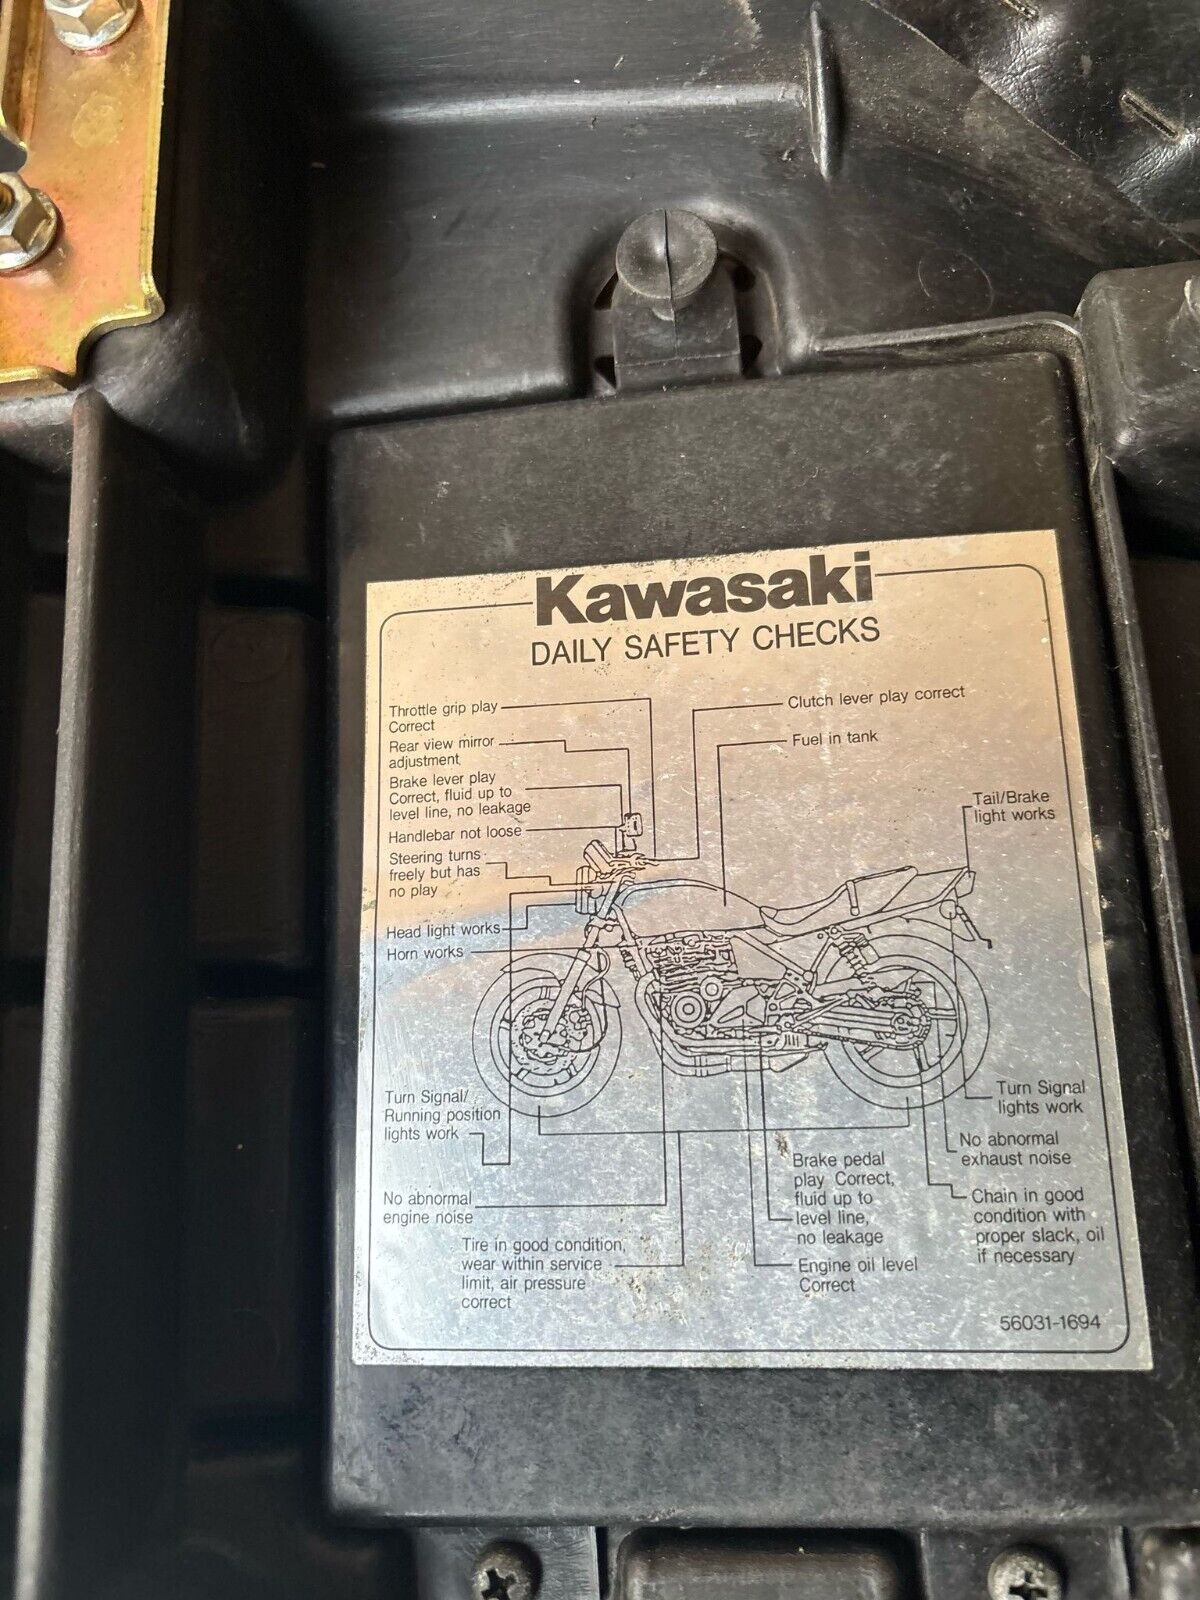 Kawasaki
DAILY SAFETY CHECKS
Throttle grip play
Correct
Rear view mirror
adjustment
Brake lever play
Correct, fluid up to
level line, no leakage
Handlebar not loose
Steering turns
freely but has
no play
Head light works
Horn works
Clutch lever play correct
Fuel in tank
Tail/Brake
light works
Turn Signal/
Running position
lights work
No abnormal
engine noise
Tire in good condition,
wear within service
limit, air pressure
correct
Brake pedal
play Correct,
fluid up to
level line,
no leakage
Engine oil level
Correct
Turn Signal
lights work
No abnormal
exhaust noise
Chain in good
condition with
proper slack, oil
if necessary
56031-1694